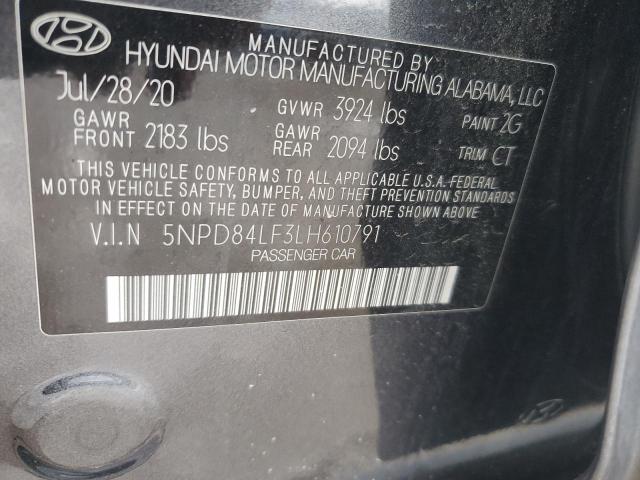 MANUFACTURED BY
HYUNDAI MOTOR MANUFACTURING ALABAMA, LLC
Jul/28/20 GVWR 3924 lbs PAINT 2G
GAWR FRONT 2183 lbs GAWR REAR 2094 lbs TRIM CT
THIS VEHICLE CONFORMS TO ALL APPLICABLE U.S.A. FEDERAL
MOTOR VEHICLE SAFETY, BUMPER, AND THEFT PREVENTION STANDARDS
IN EFFECT ON THE DATE OF MANUFACTURE SHOWN ABOVE.
V.I.N 5NPD84LF3LH610791
PASSENGER CAR